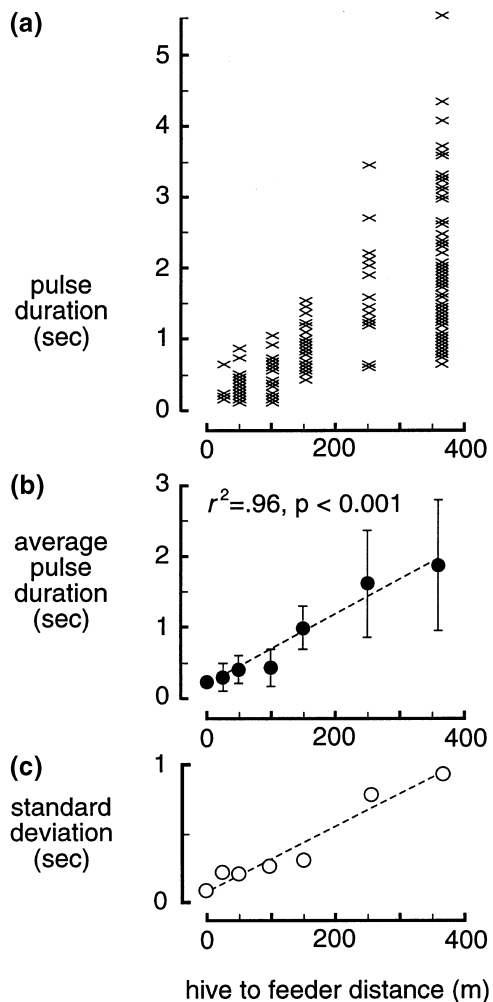 (a)
5
4
3
2
1
0
pulse
duration
(sec)
0 200 400
(b)
3
2
1
0
r²=.96, p < 0.001
average
pulse
duration
(sec)
0 200 400
(c)
1
0
standard
deviation
(sec)
0 200 400
hive to feeder distance (m)